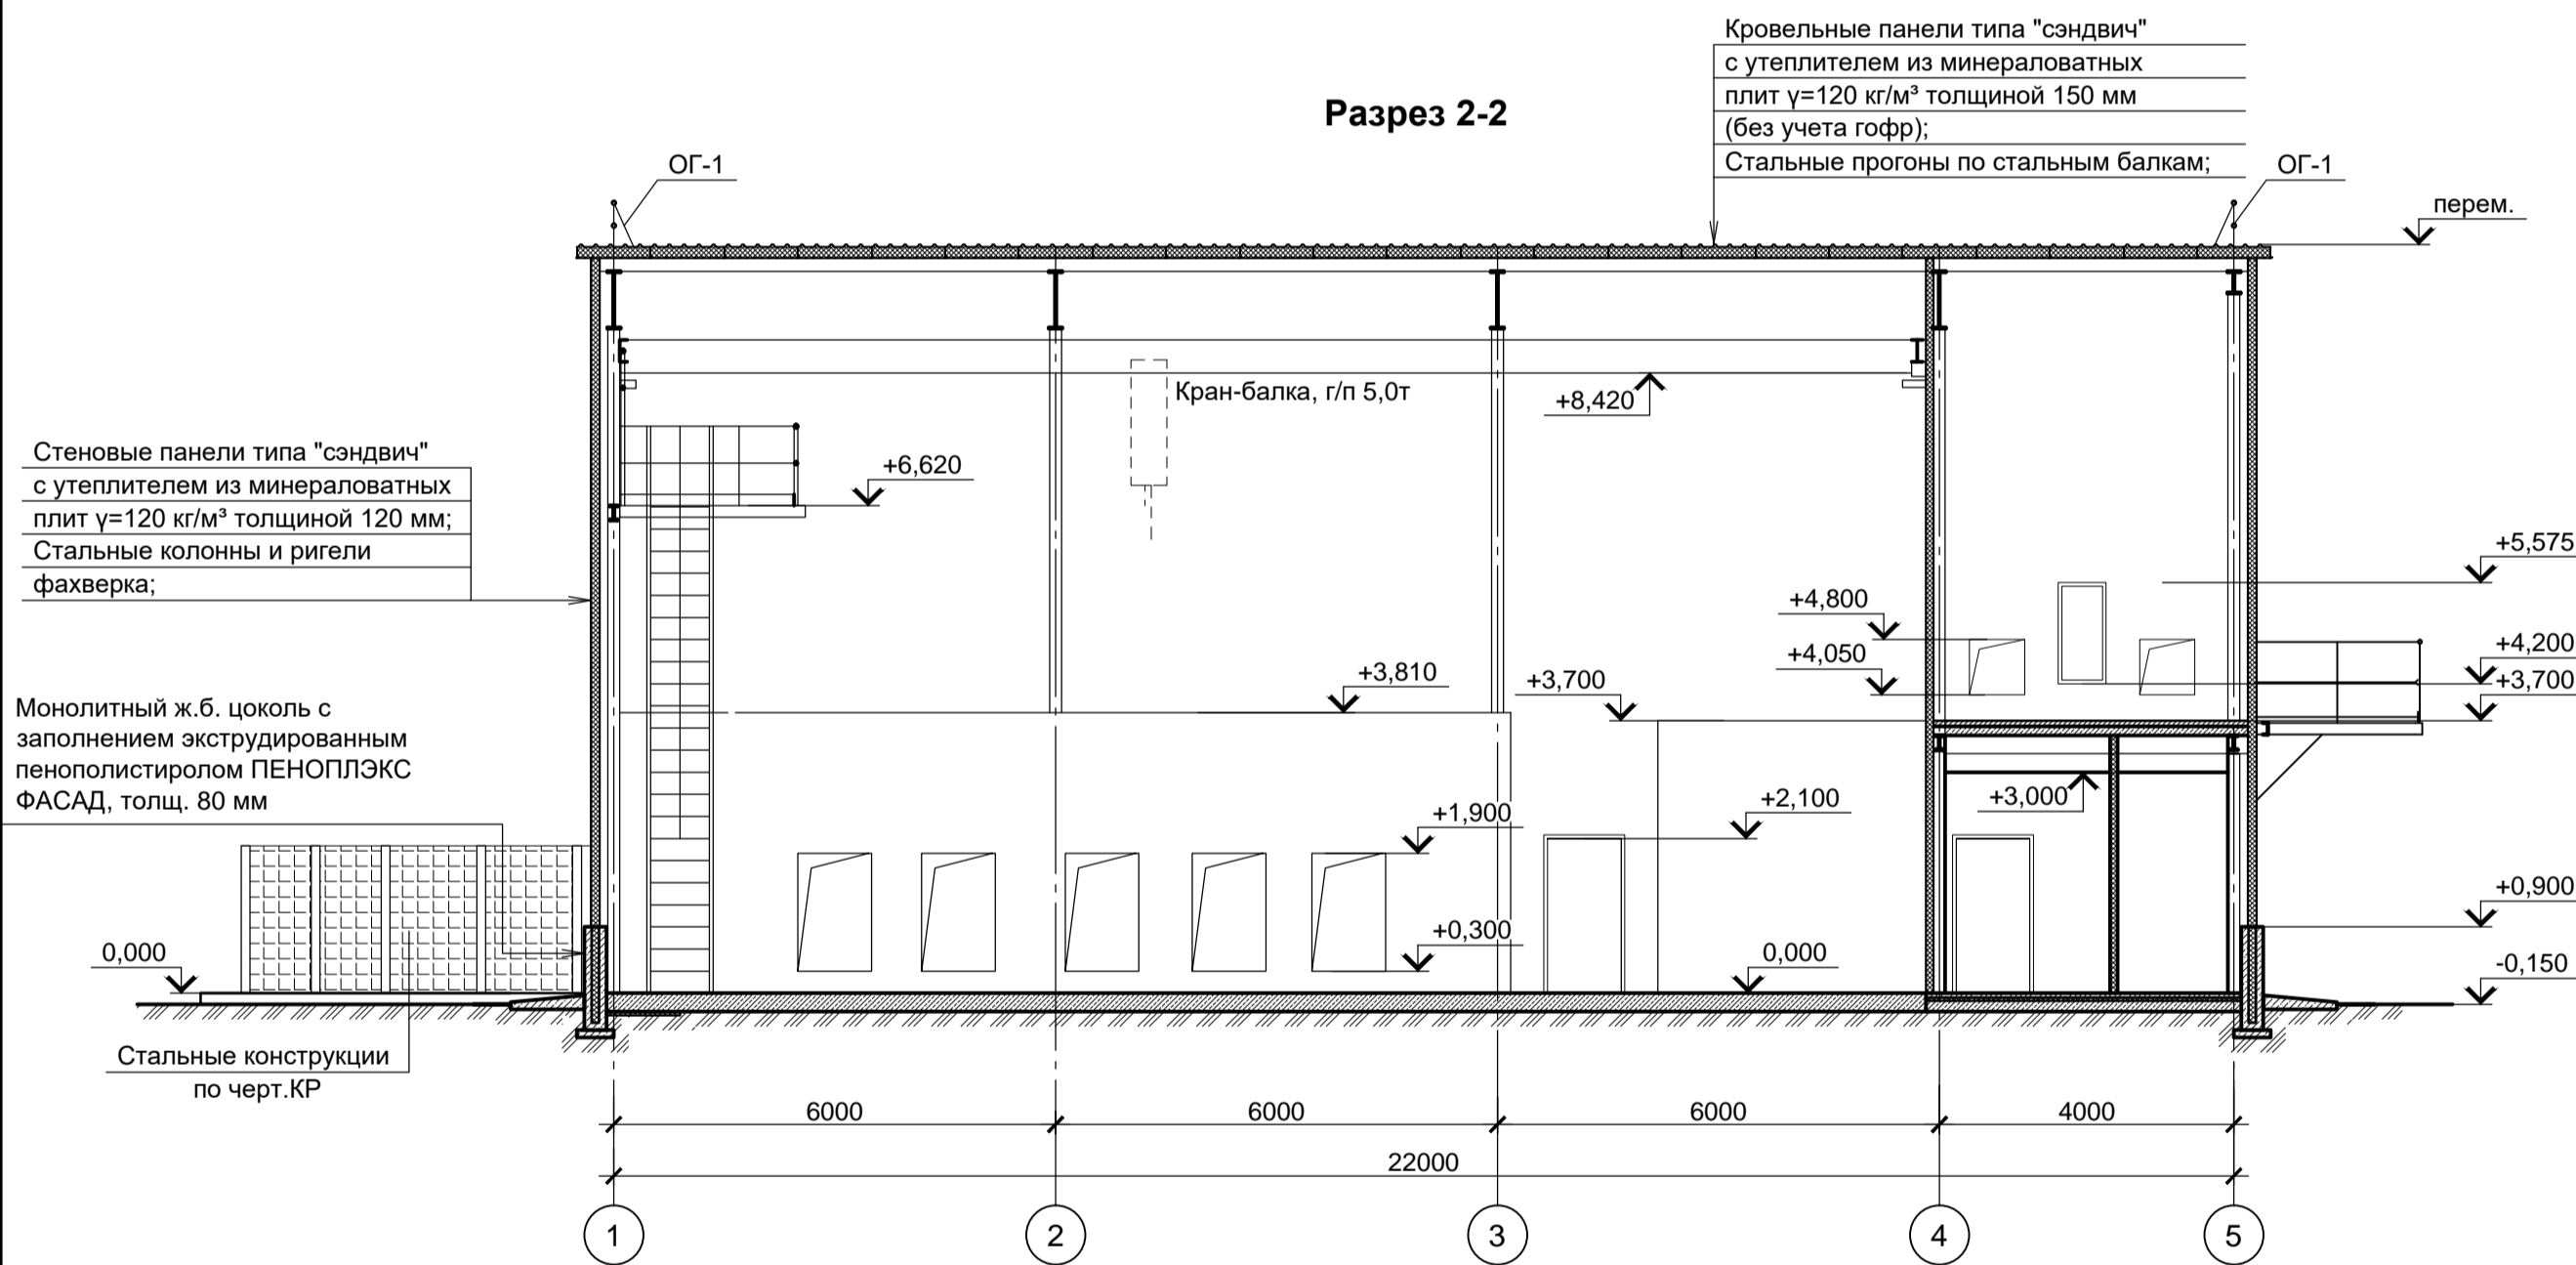 Разрез 2-2
Кровельные панели типа "сэндвич"
с утеплителем из минераловатных
плит γ=120 кг/м³ толщиной 150 мм
(без учета гофр);
Стальные прогоны по стальным балкам;
ОГ-1
ОГ-1
перем.
Кран-балка, г/п 5,0т
+8,420
Стеновые панели типа "сэндвич"
с утеплителем из минераловатных
плит γ=120 кг/м³ толщиной 120 мм;
Стальные колонны и ригели
фахверка;
+6,620
+5,575
+4,800
+4,050
+4,200
+3,700
+3,810
+3,700
Монолитный ж.б. цоколь с
заполнением экструдированным
пенополистиролом ПЕНОПЛЭКС
ФАСАД, толщ. 80 мм
+3,000
+2,100
+1,900
+0,900
+0,300
0,000
0,000
-0,150
Стальные конструкции
по черт.КР
6000
6000
6000
4000
22000
1
2
3
4
5